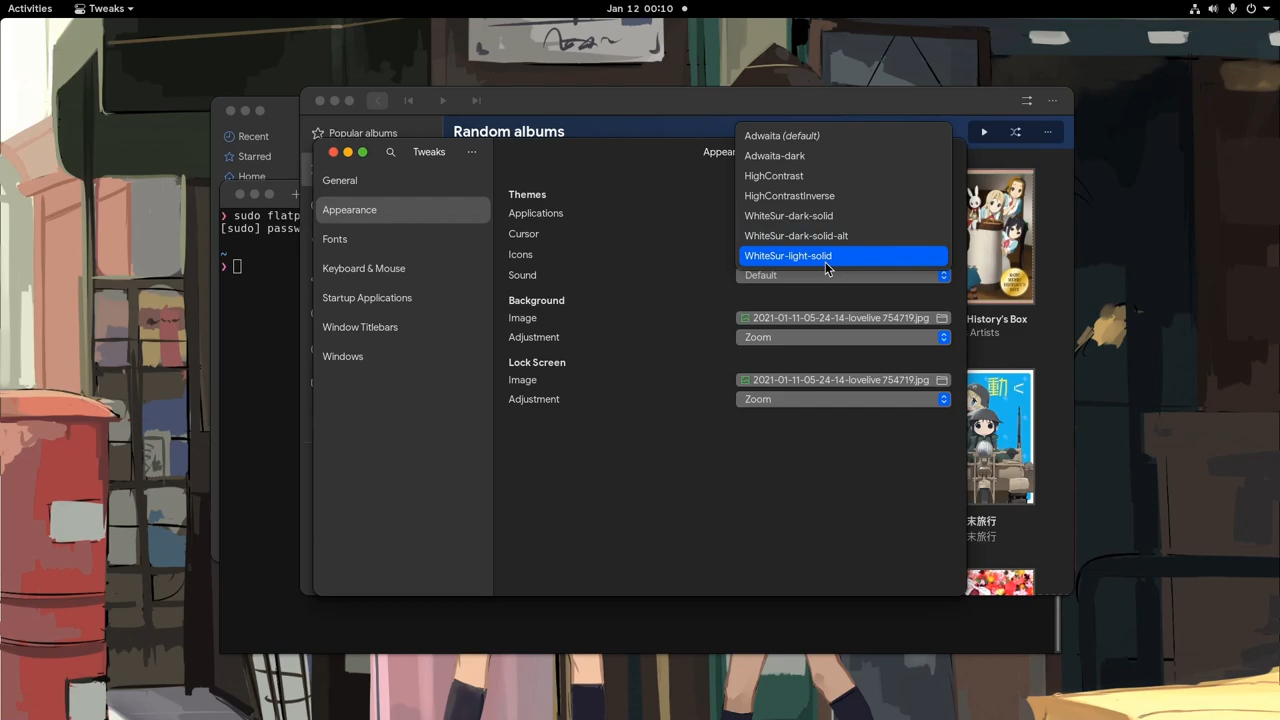 Activities
Tweaks
Jan 12 00:10
Recent
Starred
Home
sudo flatp
[sudo] passw
~
Popular albums
Random albums
Tweaks
Appear
General
Appearance
Fonts
Keyboard & Mouse
Startup Applications
Window Titlebars
Windows
Themes
Applications
Cursor
Icons
Sound
Default
Adwaita (default)
Adwaita-dark
HighContrast
HighContrastInverse
WhiteSur-dark-solid
WhiteSur-dark-solid-alt
WhiteSur-light-solid
Background
Image
2021-01-11-05-24-14-lovelive 754719.jpg
Adjustment
Zoom
Lock Screen
Image
2021-01-11-05-24-14-lovelive 754719.jpg
Adjustment
Zoom
History's Box
Artists
末旅行
末旅行